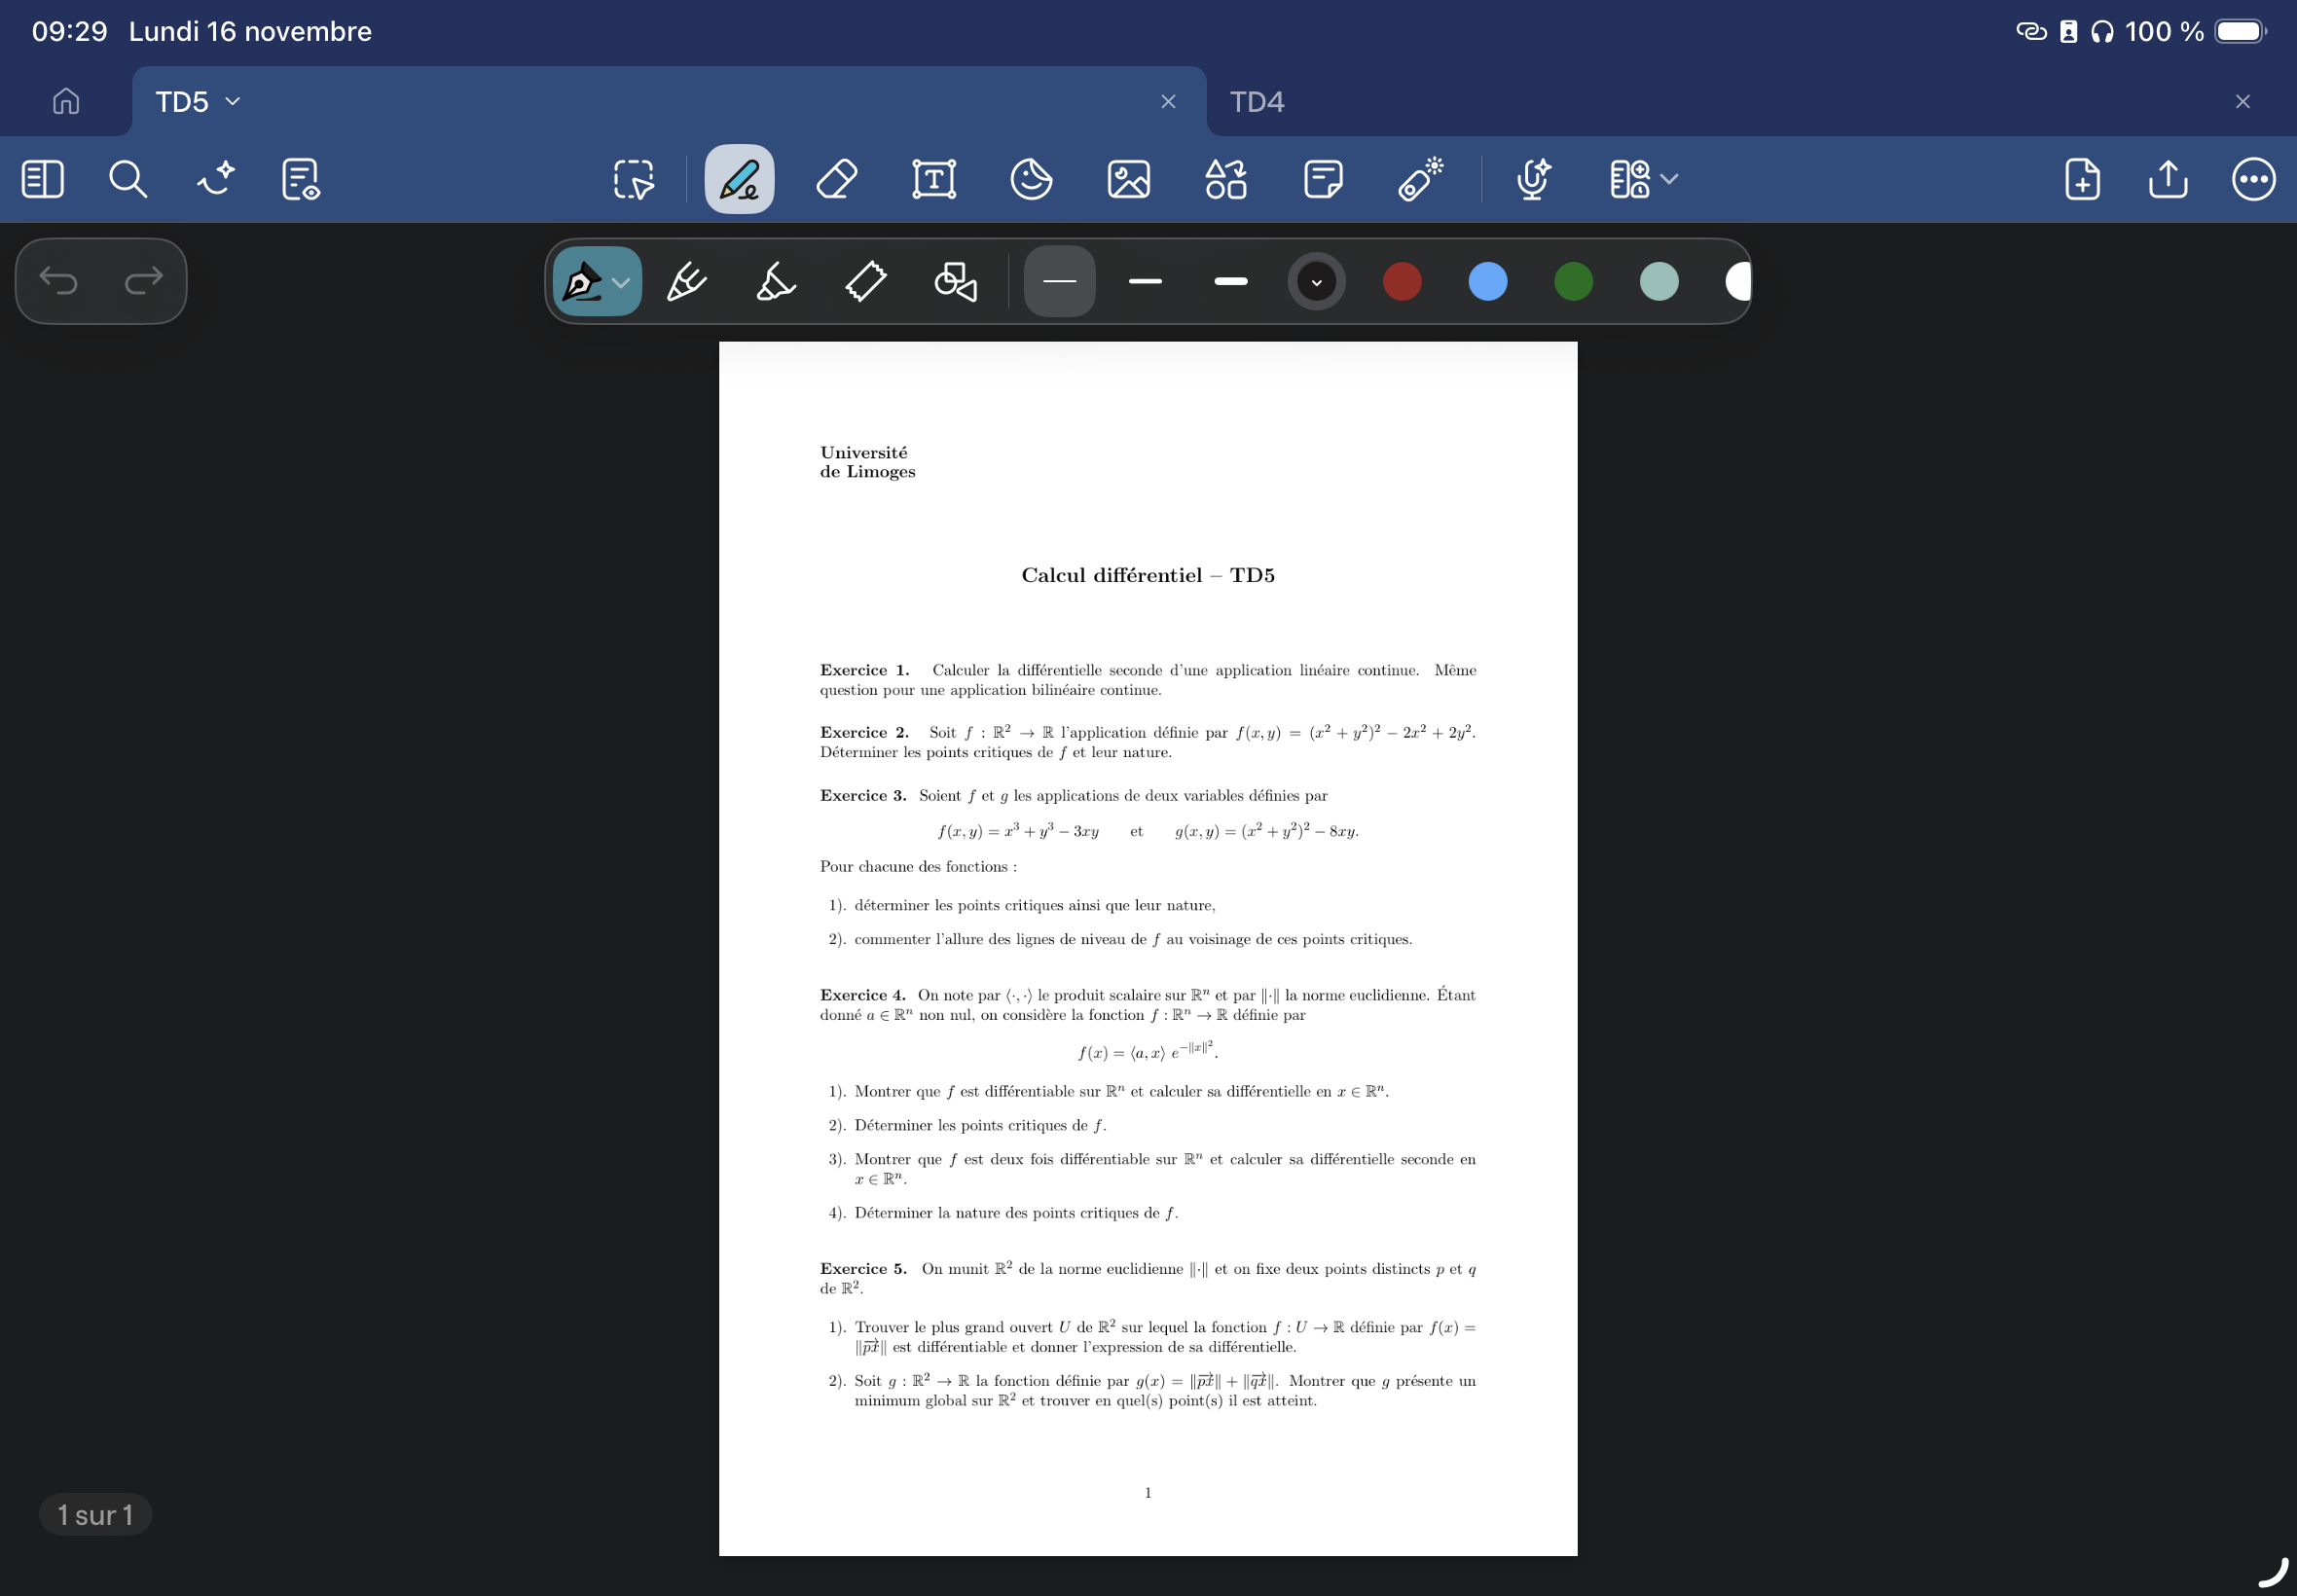 09:29 Lundi 16 novembre
100 %
TD5
TD4
Université
de Limoges
Calcul différentiel – TD5
Exercice 1. Calculer la différentielle seconde d'une application linéaire continue. Même
question pour une application bilinéaire continue.
Exercice 2. Soit f : ℝ² → ℝ l'application définie par f(x, y) = (x² + y²)² − 2x² + 2y².
Déterminer les points critiques de f et leur nature.
Exercice 3. Soient f et g les applications de deux variables définies par
f(x, y) = x³ + y³ − 3xy et g(x, y) = (x² + y²)² − 8xy.
Pour chacune des fonctions :
1). déterminer les points critiques ainsi que leur nature,
2). commenter l'allure des lignes de niveau de f au voisinage de ces points critiques.
Exercice 4. On note par ⟨·, ·⟩ le produit scalaire sur ℝⁿ et par ‖·‖ la norme euclidienne. Étant
donné a ∈ ℝⁿ non nul, on considère la fonction f : ℝⁿ → ℝ définie par
f(x) = ⟨a, x⟩ e^{−‖x‖²}.
1). Montrer que f est différentiable sur ℝⁿ et calculer sa différentielle en x ∈ ℝⁿ.
2). Déterminer les points critiques de f.
3). Montrer que f est deux fois différentiable sur ℝⁿ et calculer sa différentielle seconde en
x ∈ ℝⁿ.
4). Déterminer la nature des points critiques de f.
Exercice 5. On munit ℝ² de la norme euclidienne ‖·‖ et on fixe deux points distincts p et q
de ℝ².
1). Trouver le plus grand ouvert U de ℝ² sur lequel la fonction f : U → ℝ définie par f(x) =
‖p⃗x⃗‖ est différentiable et donner l'expression de sa différentielle.
2). Soit g : ℝ² → ℝ la fonction définie par g(x) = ‖p⃗x⃗‖ + ‖q⃗x⃗‖. Montrer que g présente un
minimum global sur ℝ² et trouver en quel(s) point(s) il est atteint.
1
1 sur 1